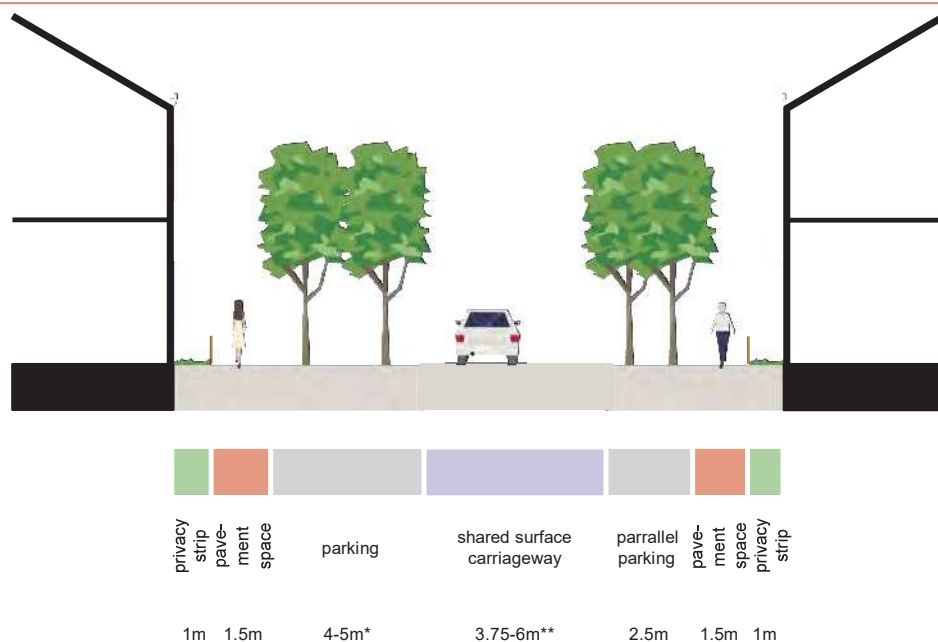 privacy
strip
pave-
ment
space
parking
shared surface
carriageway
parrallel
parking
pave-
ment
space
privacy
strip
1m 1.5m 4-5m* 3.75-6m** 2.5m 1.5m 1m